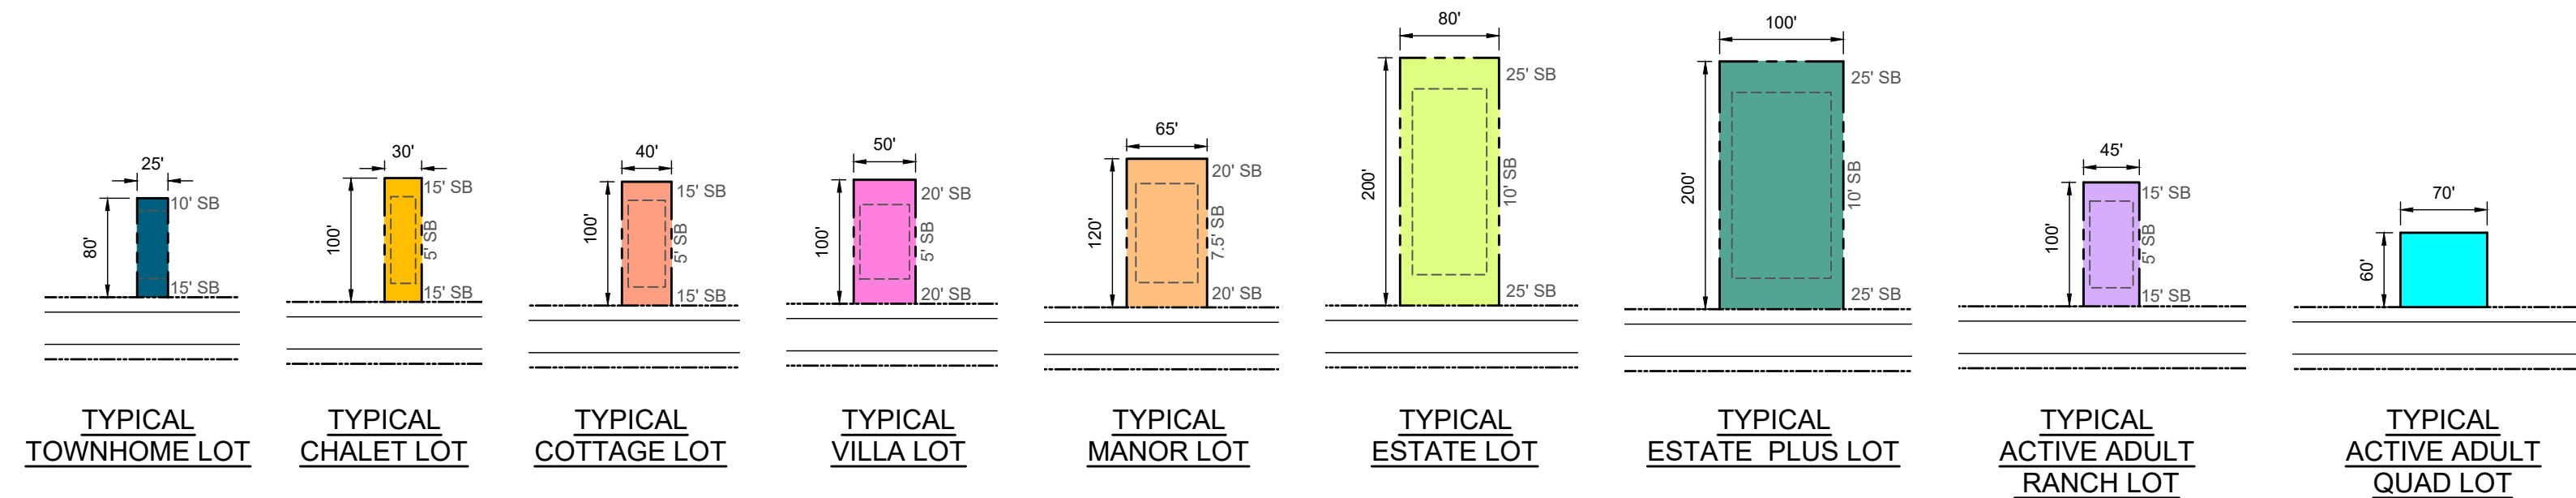 25'
80'
10' SB
15' SB
TYPICAL
TOWNHOME LOT
30'
100'
15' SB
5' SB
15' SB
TYPICAL
CHALET LOT
40'
100'
15' SB
5' SB
15' SB
TYPICAL
COTTAGE LOT
50'
100'
20' SB
5' SB
20' SB
TYPICAL
VILLA LOT
65'
120'
20' SB
7.5' SB
20' SB
TYPICAL
MANOR LOT
80'
200'
25' SB
10' SB
25' SB
TYPICAL
ESTATE LOT
100'
200'
25' SB
10' SB
25' SB
TYPICAL
ESTATE PLUS LOT
45'
100'
15' SB
5' SB
15' SB
TYPICAL
ACTIVE ADULT
RANCH LOT
70'
60'
TYPICAL
ACTIVE ADULT
QUAD LOT